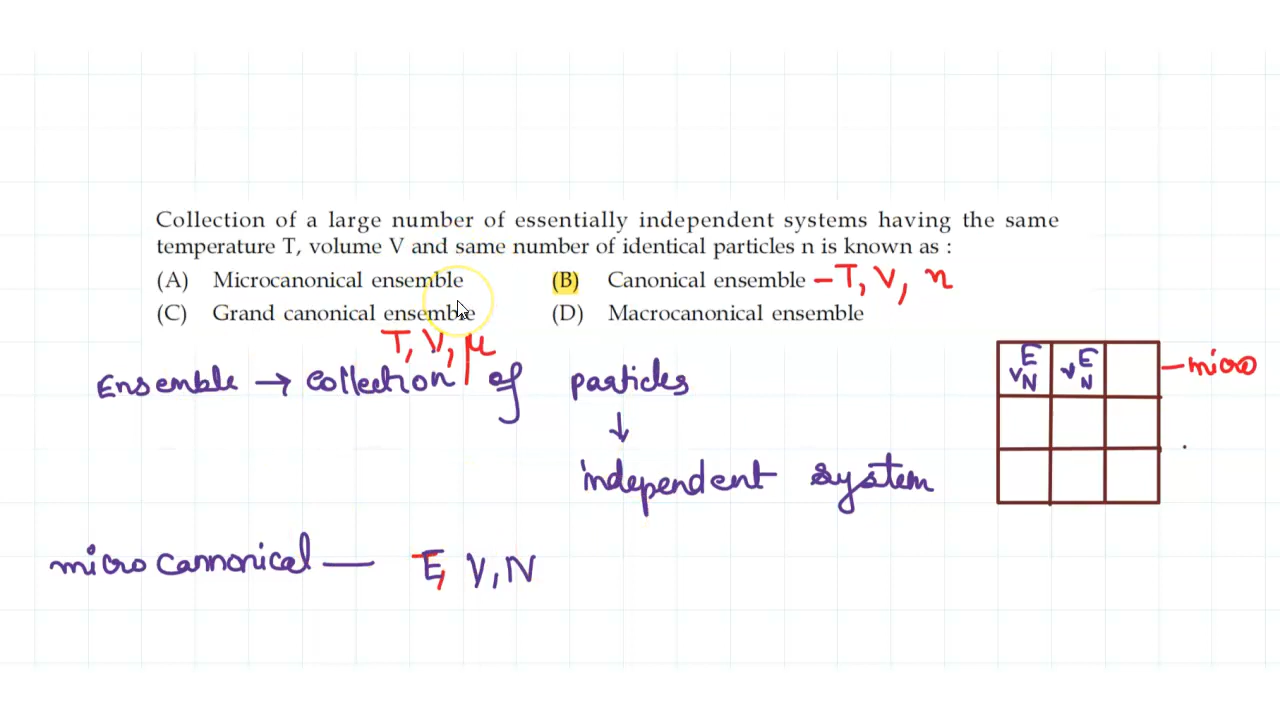 Collection of a large number of essentially independent systems having the same
temperature T, volume V and same number of identical particles n is known as :
(A) Microcanonical ensemble (B) Canonical ensemble – T, V, n
(C) Grand canonical ensemble (D) Macrocanonical ensemble
T, V, μ
Ensemble → Collection of particles
↓
independent system
E V N
V E N
– micro
micro cannonical — E, V, N